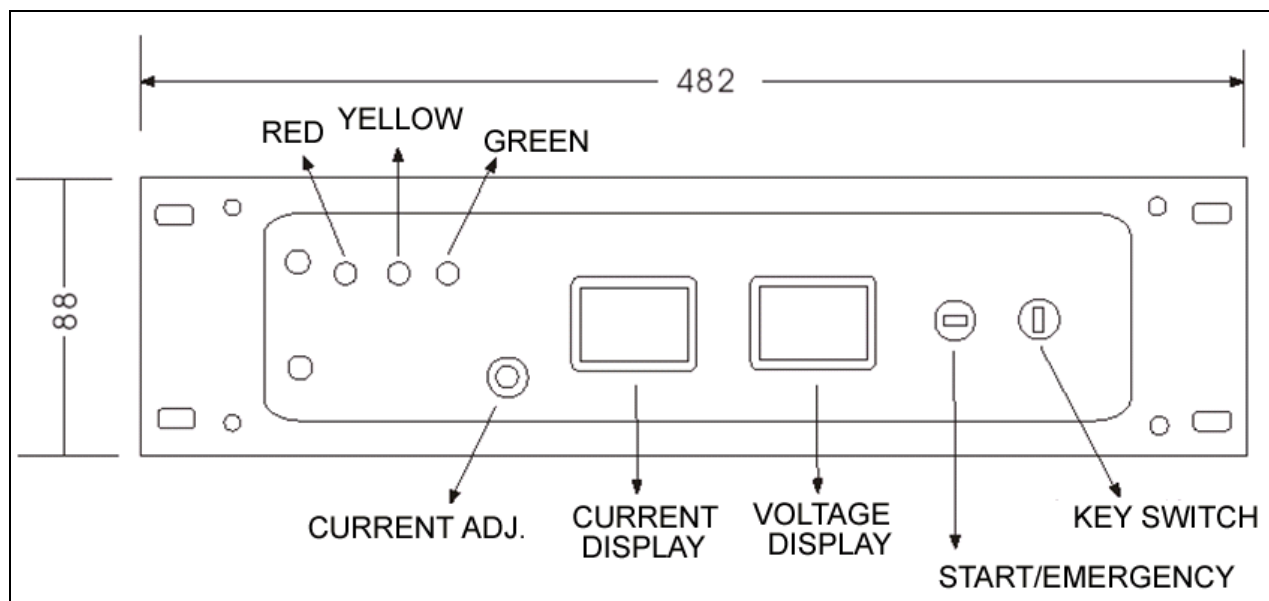 482
RED
YELLOW
GREEN
88
CURRENT ADJ.
CURRENT
DISPLAY
VOLTAGE
DISPLAY
START/EMERGENCY
KEY SWITCH